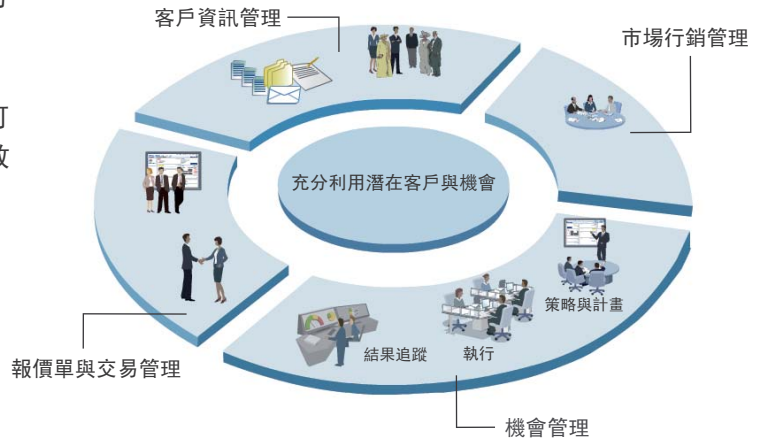 客戶資訊管理
市場行銷管理
充分利用潛在客戶與機會
策略與計畫
結果追蹤
執行
報價單與交易管理
機會管理